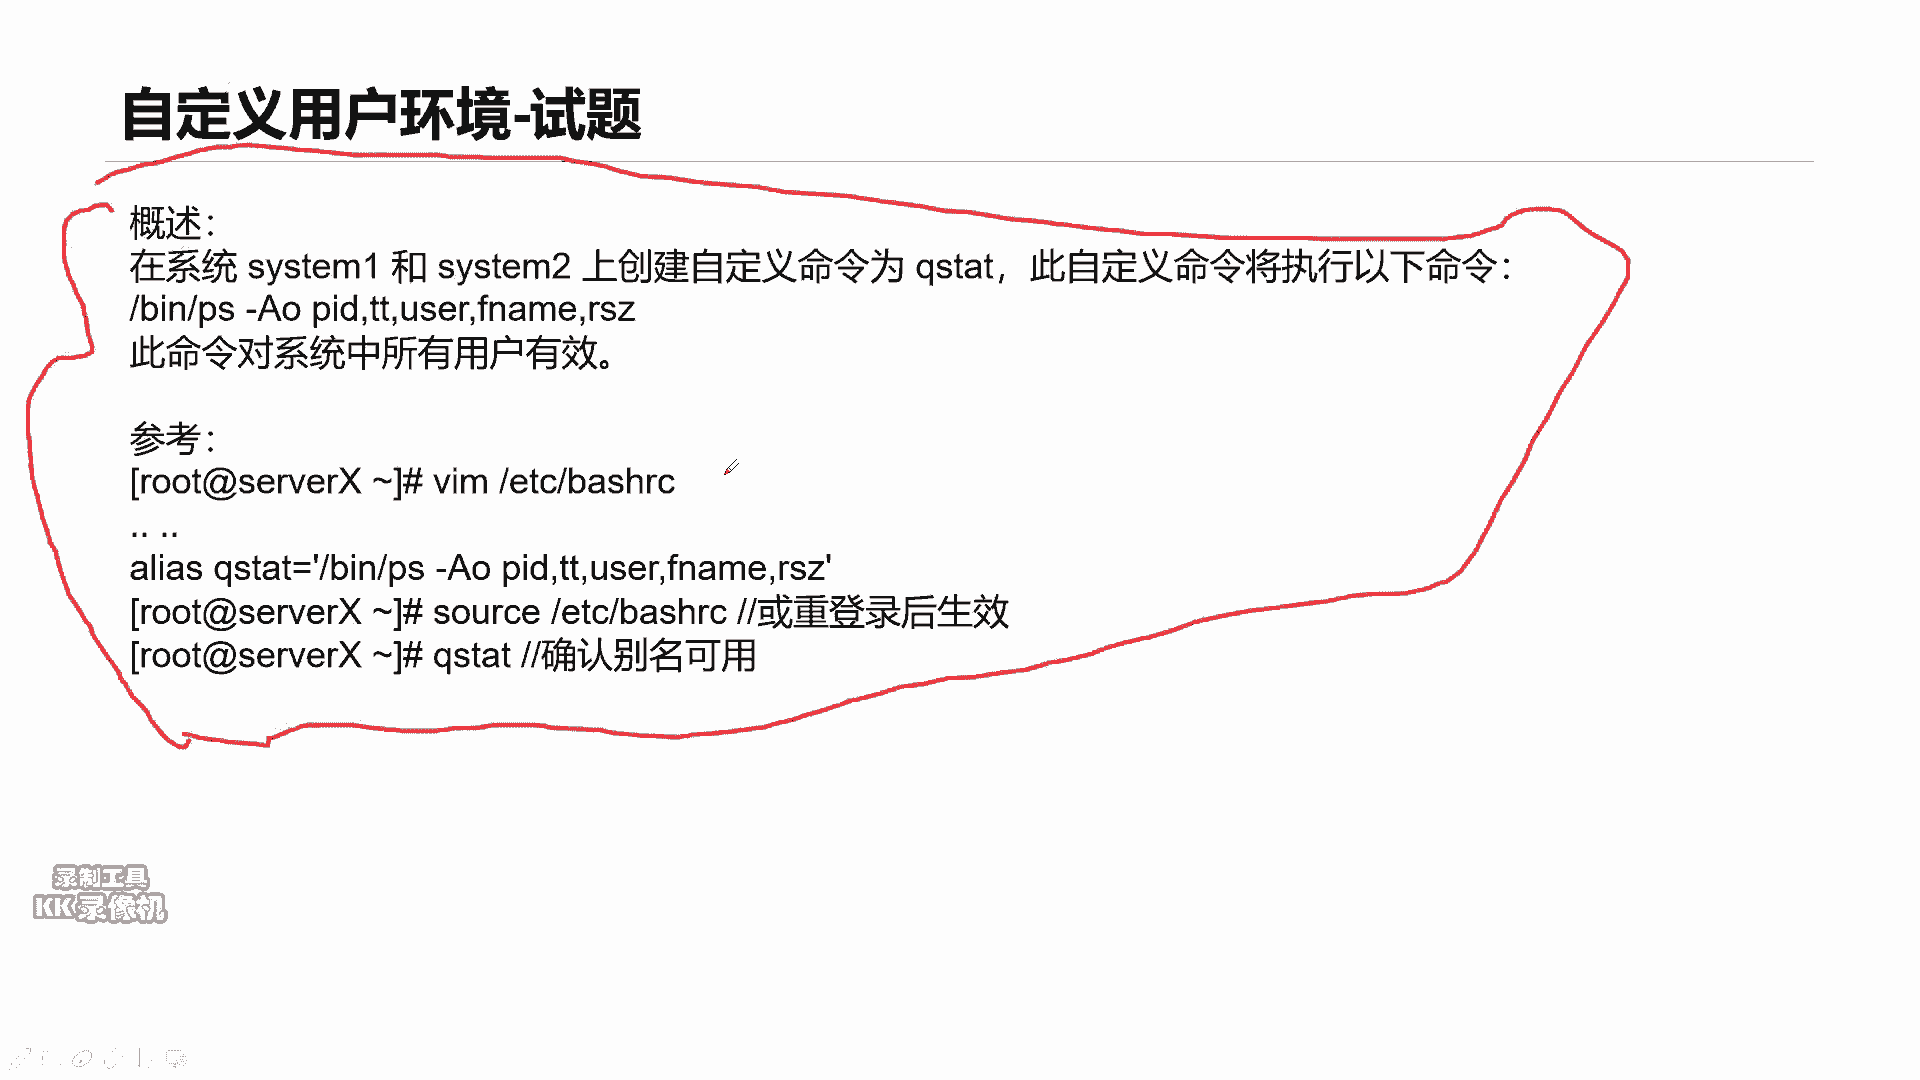 自定义用户环境-试题
概述：
在系统 system1 和 system2 上创建自定义命令为 qstat，此自定义命令将执行以下命令：
/bin/ps -Ao pid,tt,user,fname,rsz
此命令对系统中所有用户有效。
参考：
[root@serverX ~]# vim /etc/bashrc
.. ..
alias qstat='/bin/ps -Ao pid,tt,user,fname,rsz'
[root@serverX ~]# source /etc/bashrc //或重登录后生效
[root@serverX ~]# qstat //确认别名可用
录制工具
KK录像机